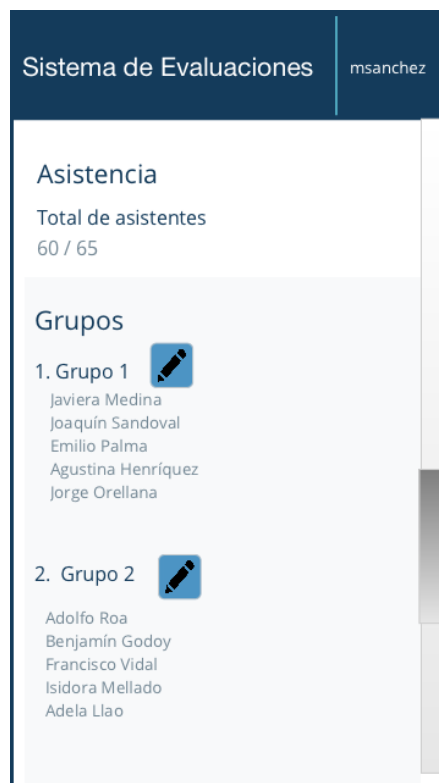 Sistema de Evaluaciones
msanchez
Asistencia
Total de asistentes
60 / 65
Grupos
1. Grupo 1
Javiera Medina
Joaquín Sandoval
Emilio Palma
Agustina Henríquez
Jorge Orellana
2. Grupo 2
Adolfo Roa
Benjamín Godoy
Francisco Vidal
Isidora Mellado
Adela Llao